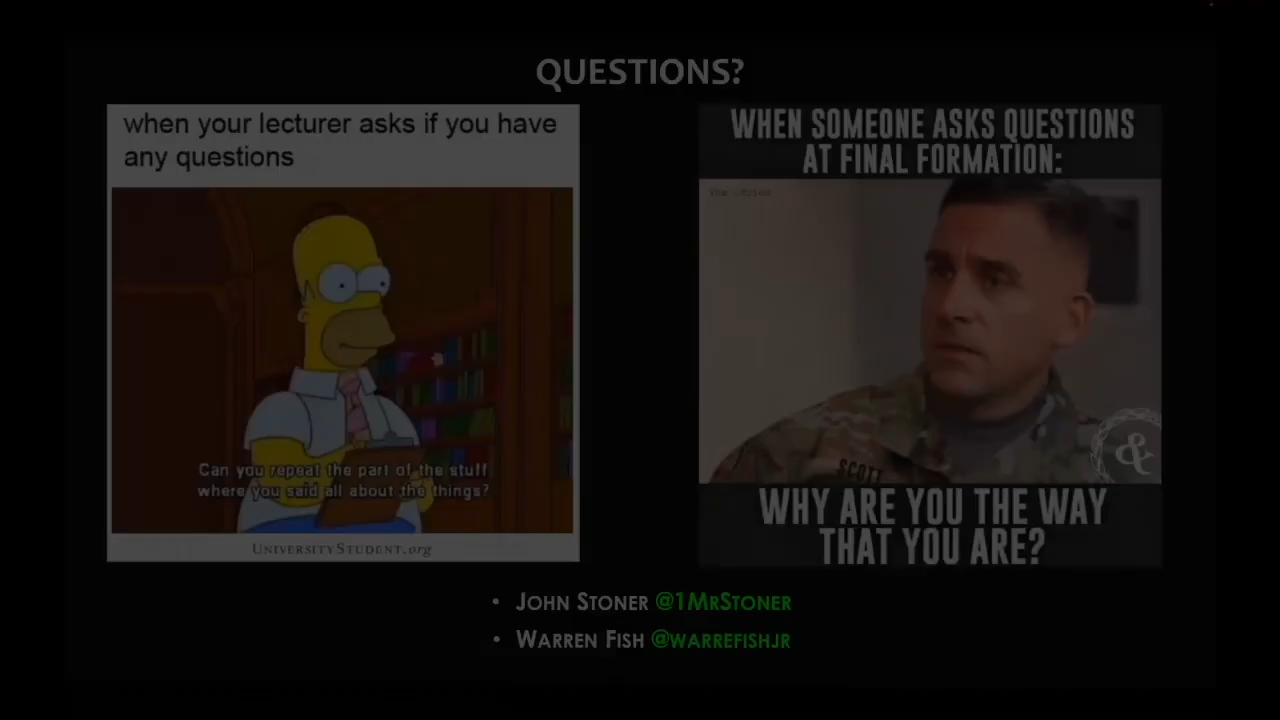 QUESTIONS?
when your lecturer asks if you have
any questions
Can you repeat the part of the stuff
where you said all about the things?
UNIVERSITYSTUDENT.org
WHEN SOMEONE ASKS QUESTIONS
AT FINAL FORMATION:
SCOTT
&
WHY ARE YOU THE WAY
THAT YOU ARE?
• JOHN STONER @1MRSTONER
• WARREN FISH @WARREFISHJR